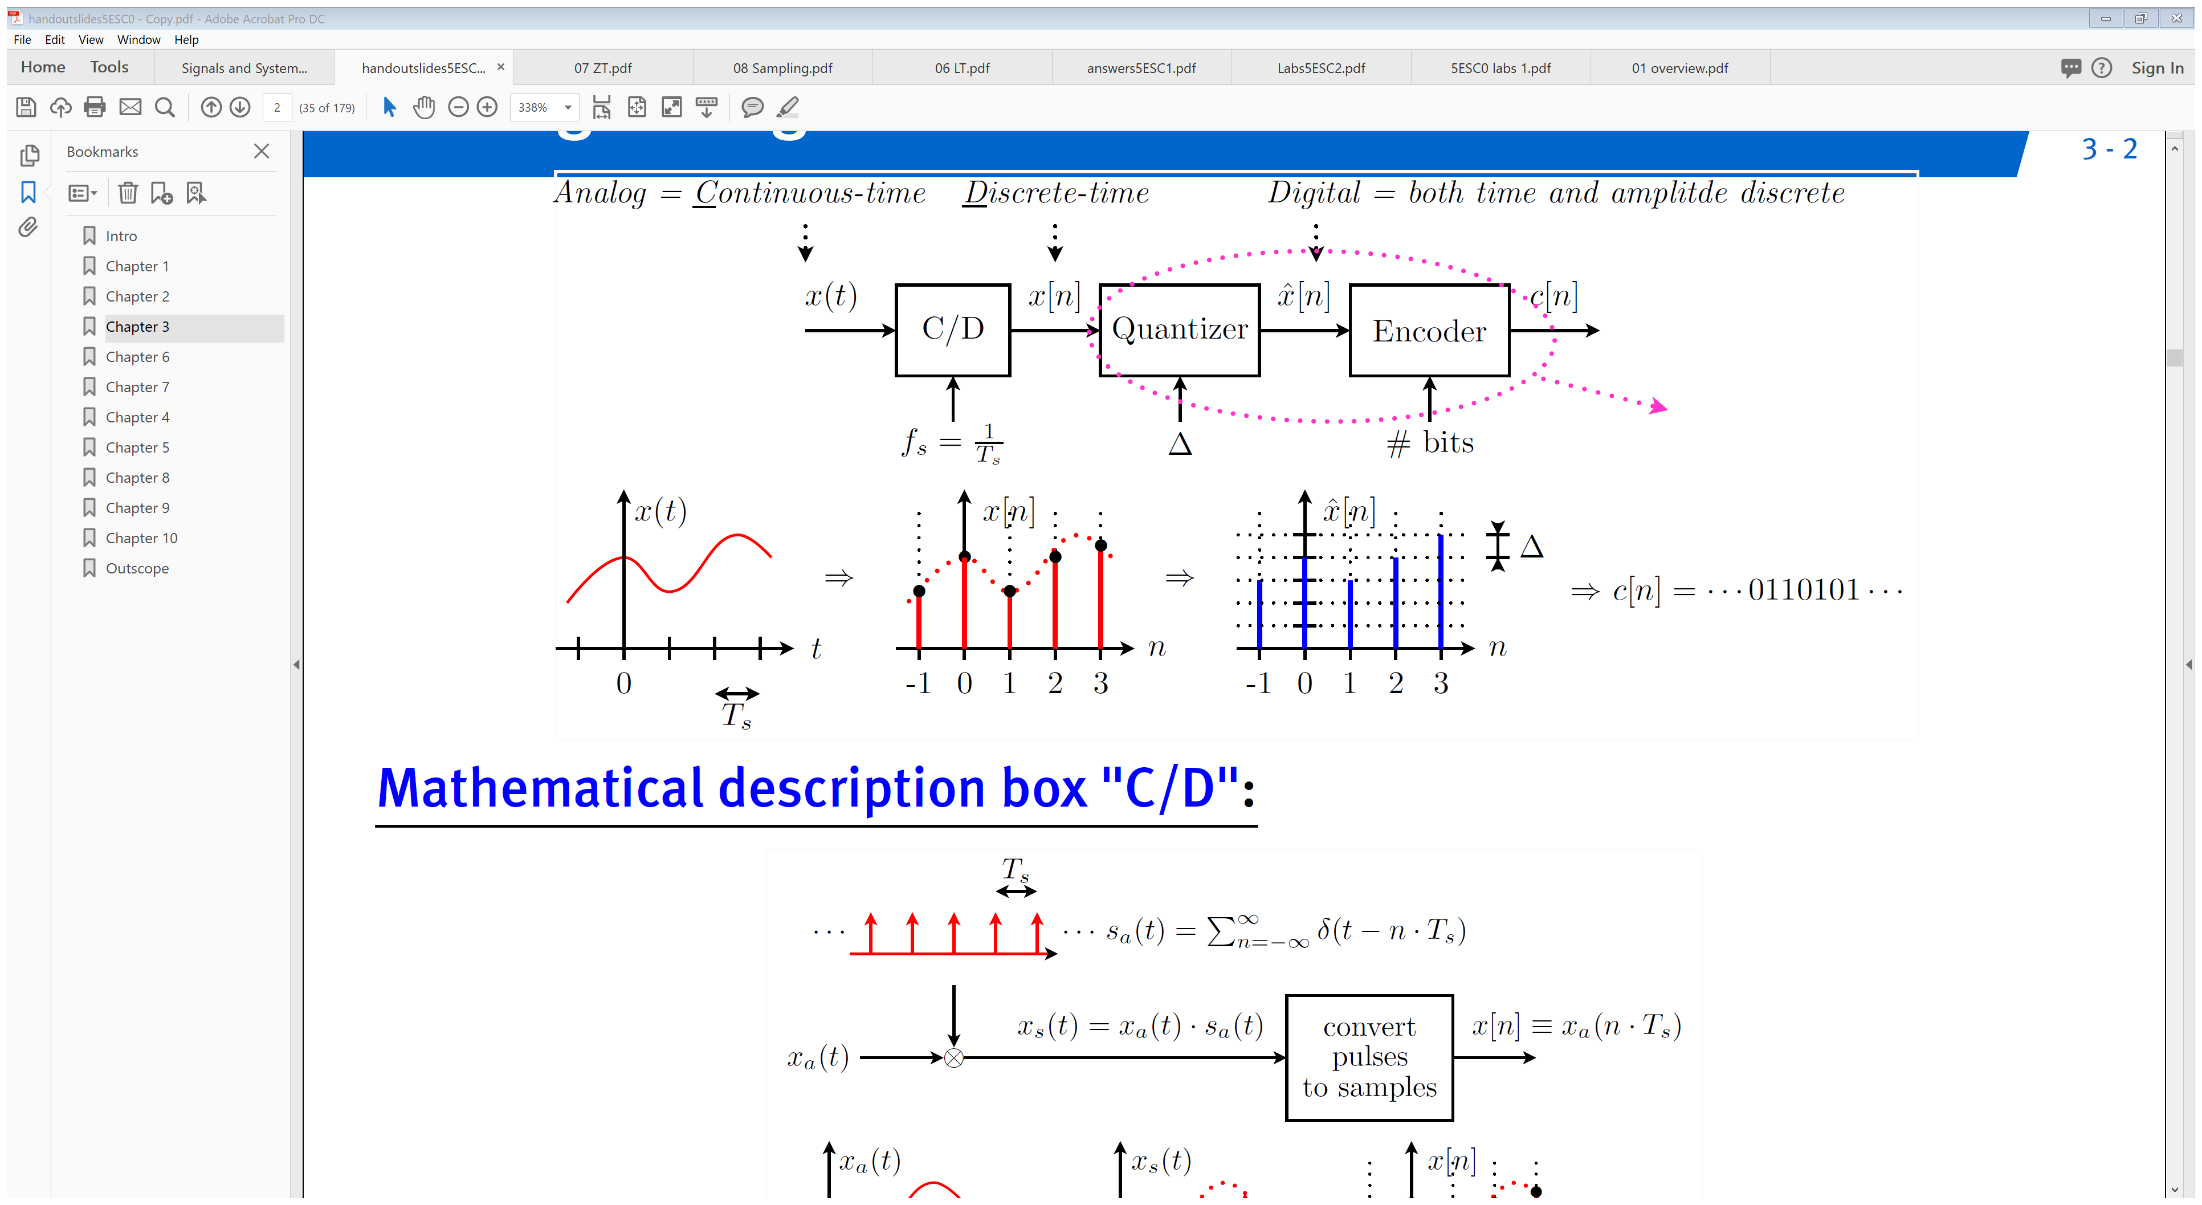 handoutslides5ESC0 - Copy.pdf - Adobe Acrobat Pro DC
File Edit View Window Help
Home Tools Signals and System... handoutslides5ESC... × 07 ZT.pdf 08 Sampling.pdf 06 LT.pdf answers5ESC1.pdf Labs5ESC2.pdf 5ESC0 labs 1.pdf 01 overview.pdf Sign In
2 (35 of 179) 338%
Bookmarks
Intro
Chapter 1
Chapter 2
Chapter 3
Chapter 6
Chapter 7
Chapter 4
Chapter 5
Chapter 8
Chapter 9
Chapter 10
Outscope
3 - 2
Analog = Continuous-time Discrete-time Digital = both time and amplitde discrete
x(t) x[n] x̂[n] c[n]
C/D Quantizer Encoder
f_s = 1/T_s Δ # bits
x(t) x[n] x̂[n]
Δ
⇒ ⇒ ⇒ c[n] = ···0110101···
t n n
0 -1 0 1 2 3 -1 0 1 2 3
T_s
Mathematical description box "C/D":
T_s
··· ··· s_a(t) = ∑_{n=-∞}^{∞} δ(t − n · T_s)
x_s(t) = x_a(t) · s_a(t) x[n] ≡ x_a(n · T_s)
x_a(t)
convert
pulses
to samples
x_a(t) x_s(t) x[n]